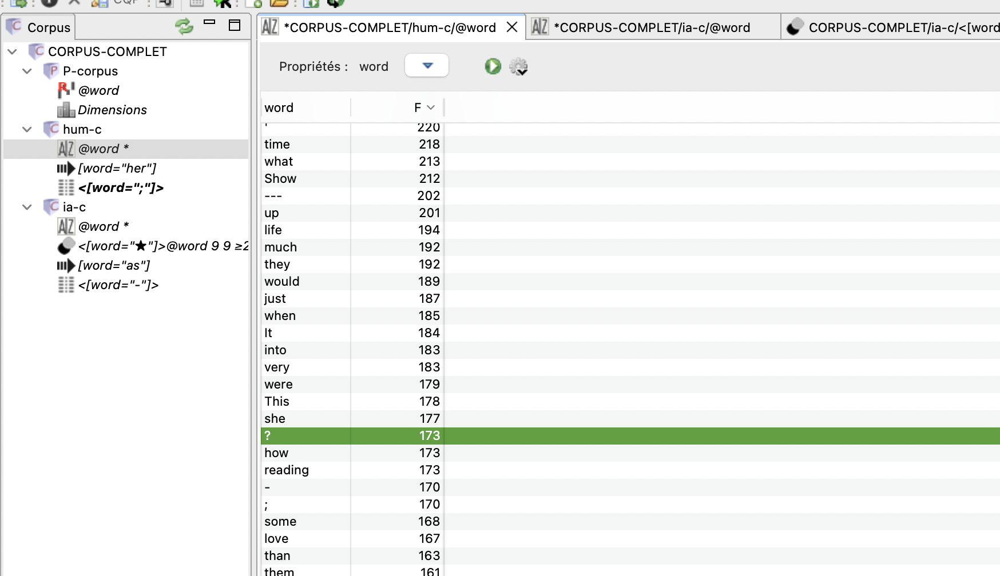 CQP
Corpus
*CORPUS-COMPLET/hum-c/@word
*CORPUS-COMPLET/ia-c/@word
CORPUS-COMPLET/ia-c/<[word
CORPUS-COMPLET
P-corpus
@word
Dimensions
hum-c
@word *
[word="her"]
<[word=";"]>
ia-c
@word *
<[word="★"]>@word 9 9 ≥2
[word="as"]
<[word="-"]>
Propriétés : word
word F
' 220
time 218
what 213
Show 212
--- 202
up 201
life 194
much 192
they 192
would 189
just 187
when 185
It 184
into 183
very 183
were 179
This 178
she 177
? 173
how 173
reading 173
- 170
; 170
some 168
love 167
than 163
them 161